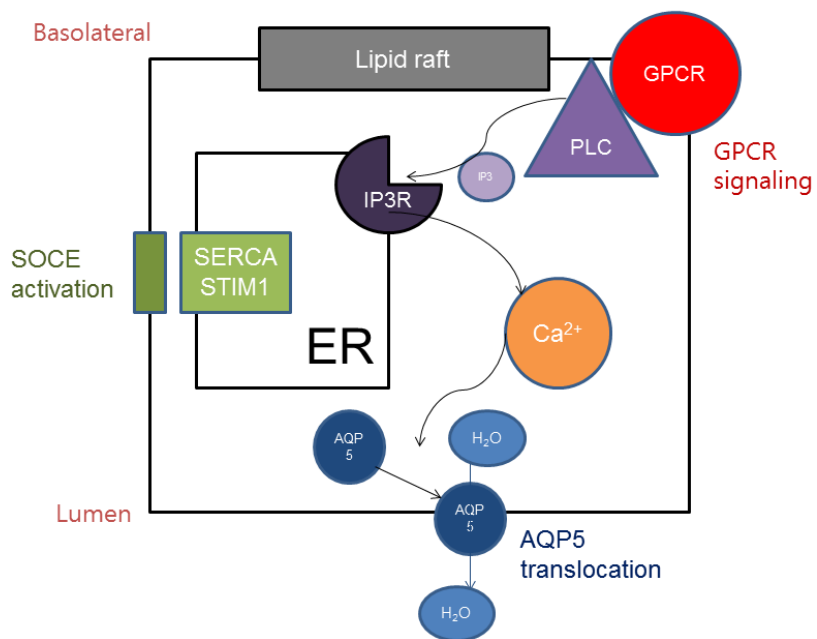 Basolateral
Lipid raft
GPCR
PLC
GPCR
signaling
IP3
IP3R
SOCE
activation
SERCA
STIM1
ER
Ca²⁺
AQP
5
H₂O
Lumen
AQP
5
AQP5
translocation
H₂O